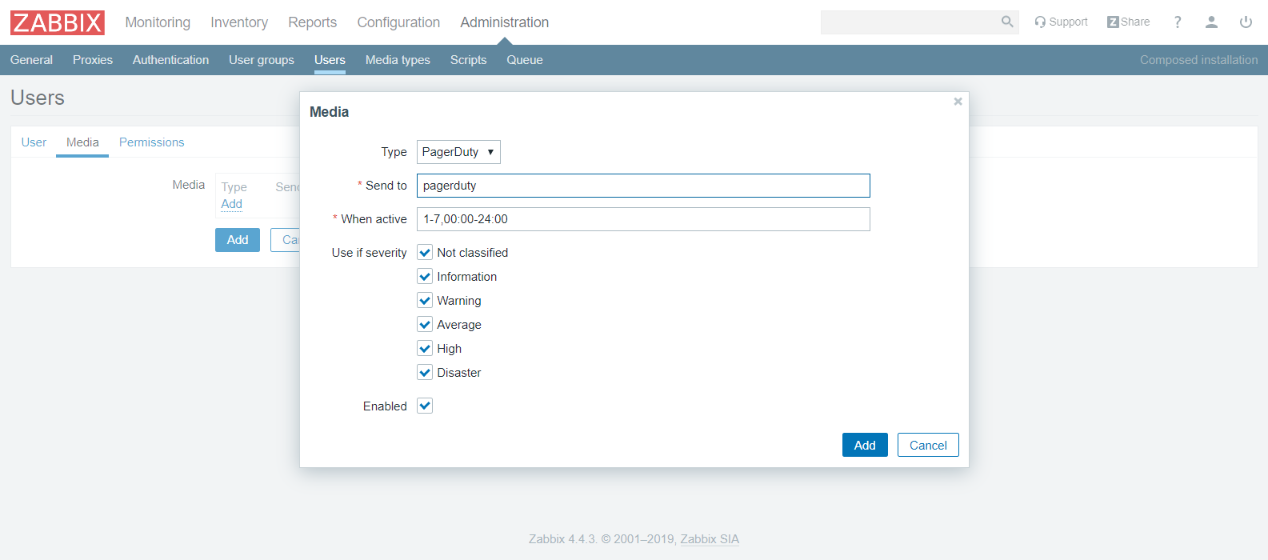 ZABBIX Monitoring Inventory Reports Configuration Administration Support Z Share ?
General Proxies Authentication User groups Users Media types Scripts Queue Composed installation
Users
User Media Permissions
Media Type Send
Add
Add
Media
Type PagerDuty
* Send to pagerduty
* When active 1-7,00:00-24:00
Use if severity Not classified
Information
Warning
Average
High
Disaster
Enabled
Add Cancel
Zabbix 4.4.3. © 2001–2019, Zabbix SIA